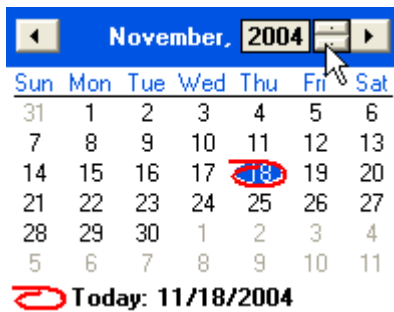 November, 2004
Sun Mon Tue Wed Thu Fri Sat
31 1 2 3 4 5 6
7 8 9 10 11 12 13
14 15 16 17 18 19 20
21 22 23 24 25 26 27
28 29 30 1 2 3 4
5 6 7 8 9 10 11
Today: 11/18/2004